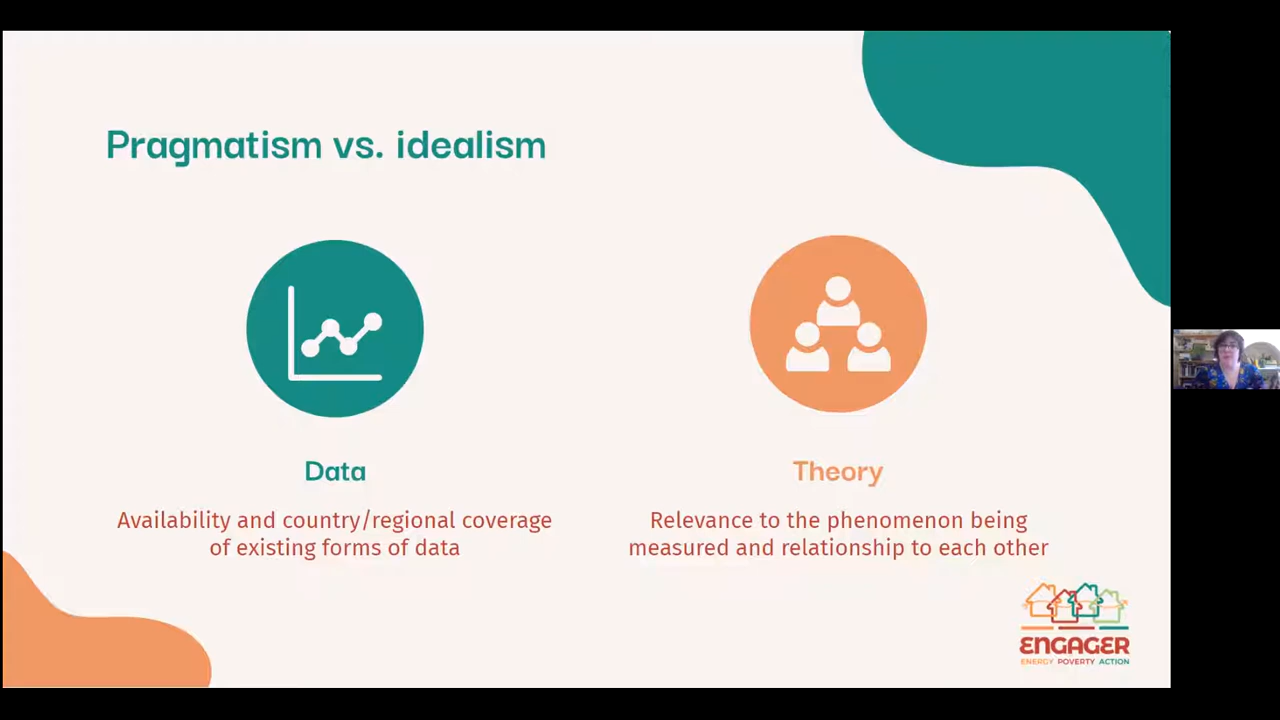 Pragmatism vs. idealism
Data
Availability and country/regional coverage
of existing forms of data
Theory
Relevance to the phenomenon being
measured and relationship to each other
ENGAGER
ENERGY POVERTY ACTION